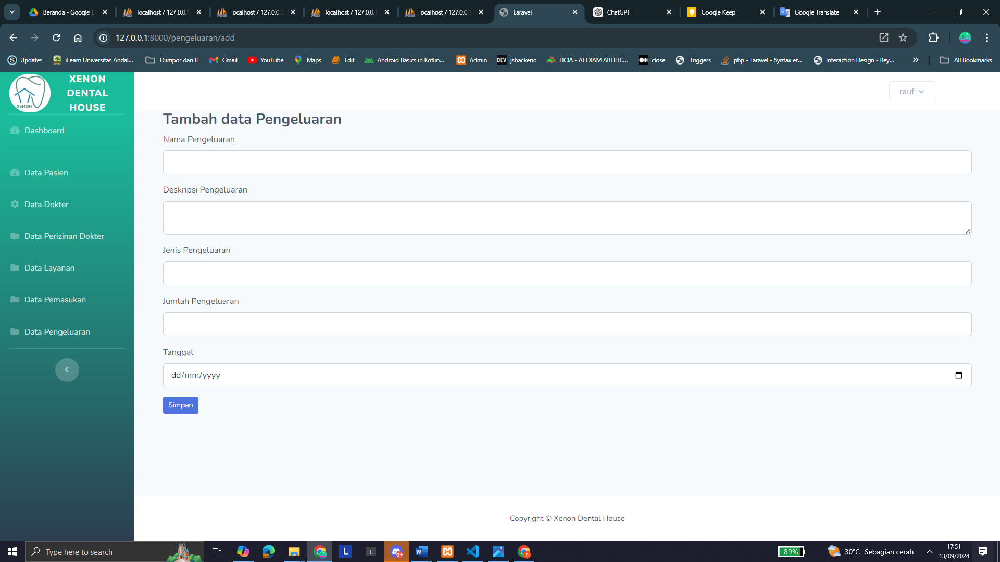 Beranda - Google D
localhost / 127.0.0.1
localhost / 127.0.0.1
localhost / 127.0.0.1
localhost / 127.0.0.1
Laravel
ChatGPT
Google Keep
Google Translate
127.0.0.1:8000/pengeluaran/add
Updates
iLearn Universitas Andal...
Diimpor dari IE
Gmail
YouTube
Maps
Edit
Android Basics in Kotlin...
Admin
DEV jsbackend
HCIA - AI EXAM ARTIFIC...
close
Triggers
php - Laravel - Syntax er...
Interaction Design - Bey...
All Bookmarks
XENON
XENON
DENTAL
HOUSE
Dashboard
Data Pasien
Data Dokter
Data Perizinan Dokter
Data Layanan
Data Pemasukan
Data Pengeluaran
rauf
Tambah data Pengeluaran
Nama Pengeluaran
Deskripsi Pengeluaran
Jenis Pengeluaran
Jumlah Pengeluaran
Tanggal
dd/mm/yyyy
Simpan
Copyright © Xenon Dental House
Type here to search
L
L
9+
89%
30°C Sebagian cerah
17:51
13/09/2024